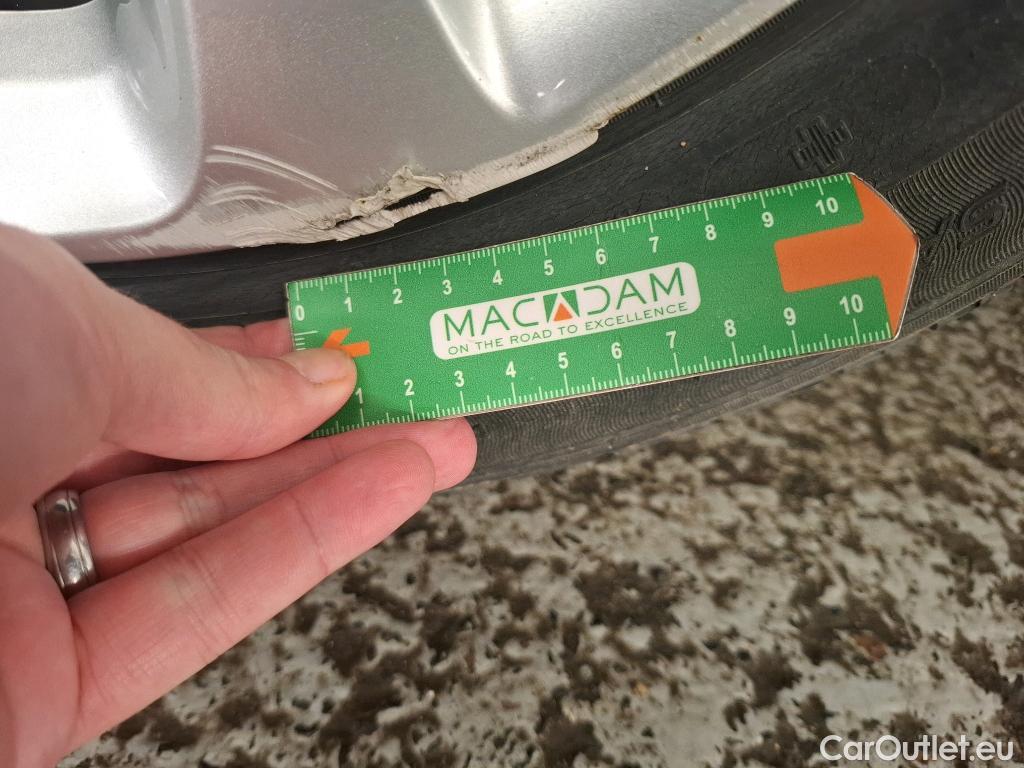 0 1 2 3 4 5 6 7 8 9 10
MACADAM
ON THE ROAD TO EXCELLENCE
1 2 3 4 5 6 7 8 9 10
CarOutlet.eu